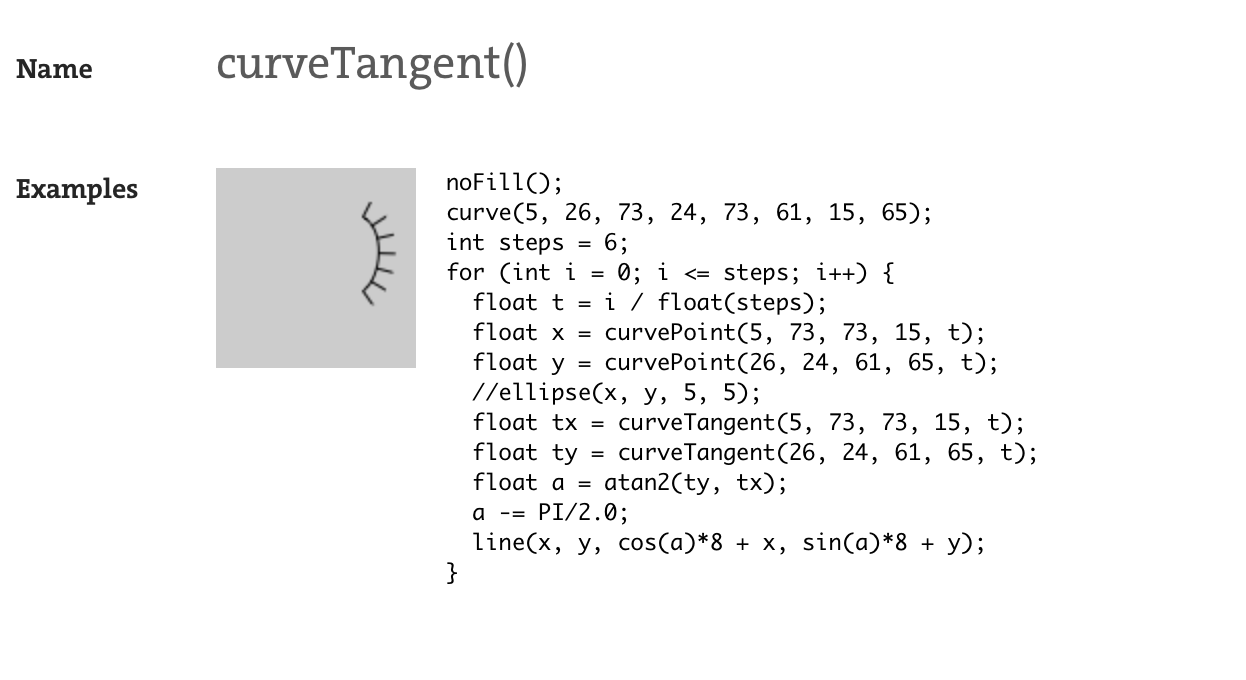 Name
curveTangent()
Examples
noFill();
curve(5, 26, 73, 24, 73, 61, 15, 65);
int steps = 6;
for (int i = 0; i <= steps; i++) {
  float t = i / float(steps);
  float x = curvePoint(5, 73, 73, 15, t);
  float y = curvePoint(26, 24, 61, 65, t);
  //ellipse(x, y, 5, 5);
  float tx = curveTangent(5, 73, 73, 15, t);
  float ty = curveTangent(26, 24, 61, 65, t);
  float a = atan2(ty, tx);
  a -= PI/2.0;
  line(x, y, cos(a)*8 + x, sin(a)*8 + y);
}